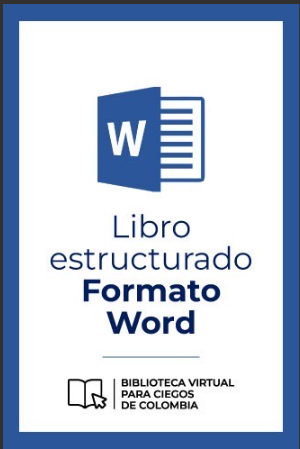 W
Libro
estructurado
Formato
Word
BIBLIOTECA VIRTUAL
PARA CIEGOS
DE COLOMBIA